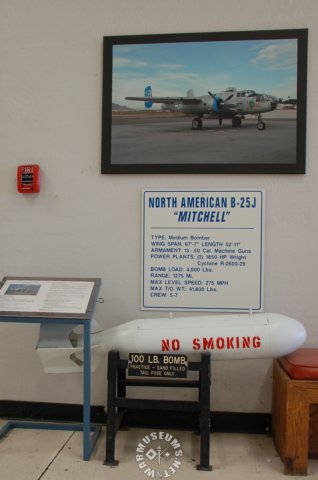 NORTH AMERICAN B-25J
"MITCHELL"
TYPE: Medium Bomber
WING SPAN: 67'-7" LENGTH 52'-11"
ARMAMENT: 13-.50 Cal. Machine Guns
POWER PLANTS: (2) 1850 HP Wright
Cyclone R-2600-29
BOMB LOAD: 4,000 Lbs.
RANGE: 1275 Mi.
MAX LEVEL SPEED: 275 MPH
MAX T/O WT.: 41,800 Lbs.
CREW: 5-7
FIRE
NO SMOKING
100 LB. BOMB
PRACTICE - SAND FILLED
TAIL FUSE ONLY
WARMUSEUMS.NET